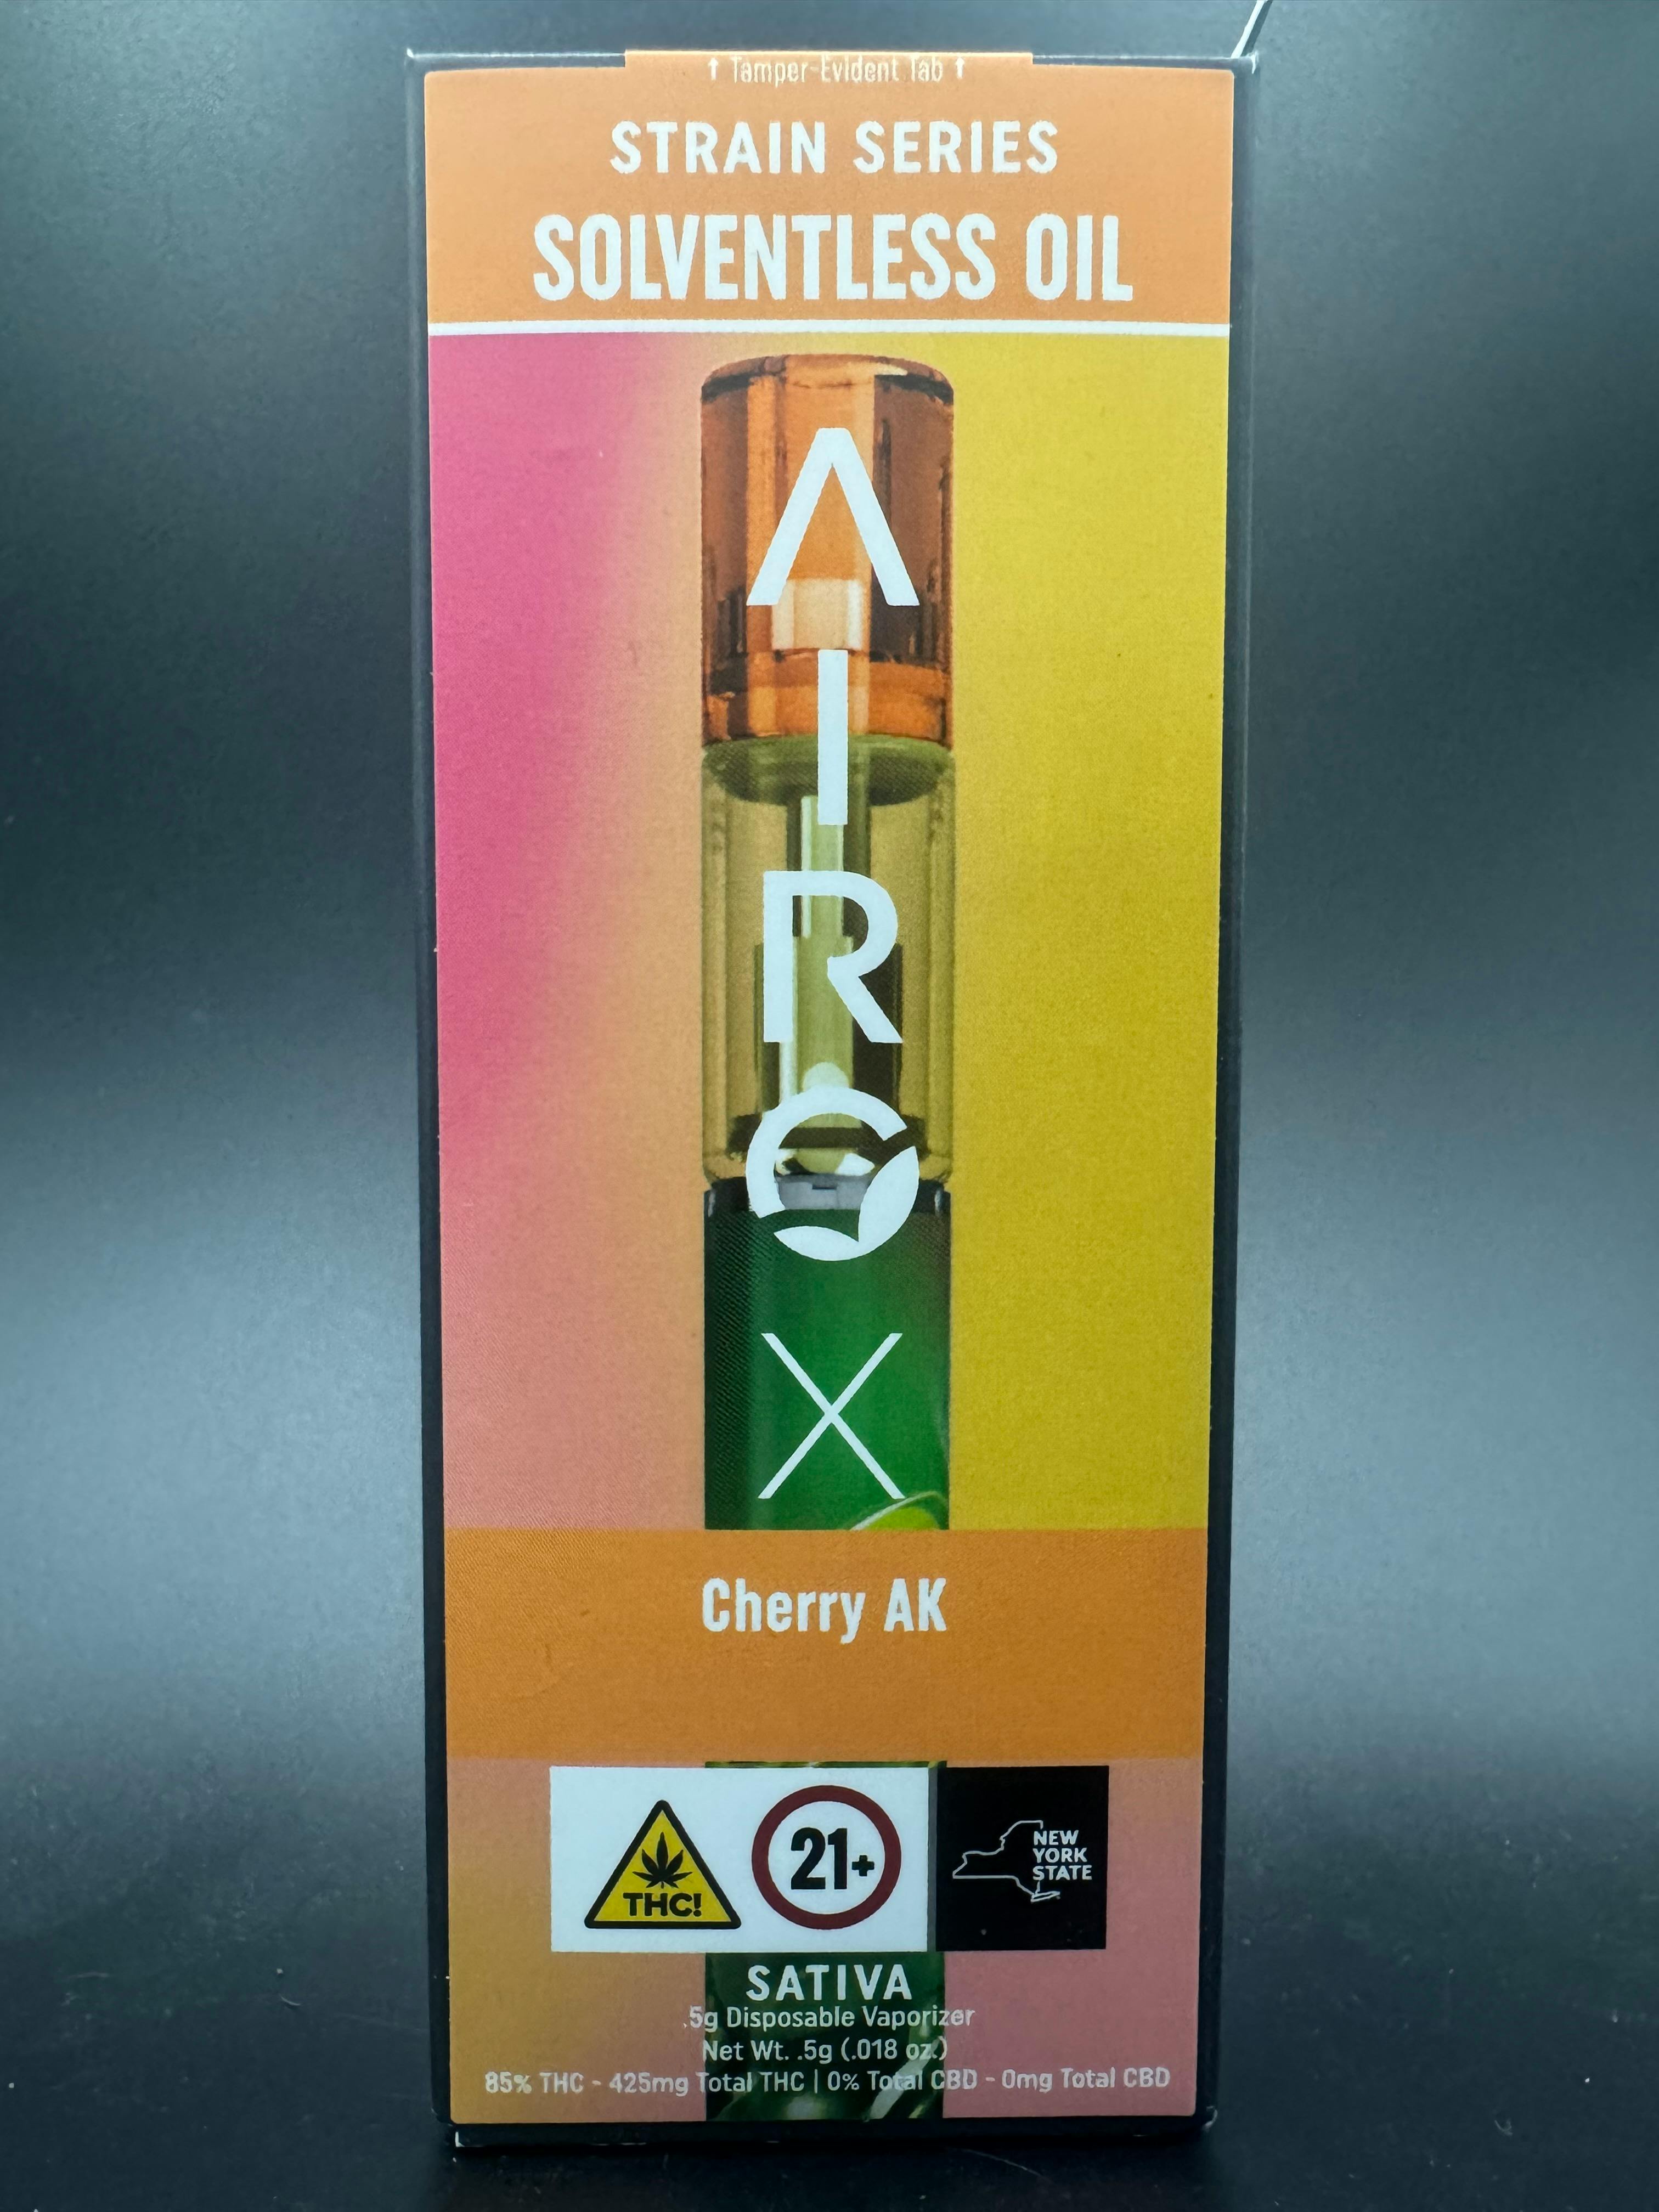 ↑ Tamper-Evident Tab ↑
STRAIN SERIES
SOLVENTLESS OIL
AIRO
X
Cherry AK
THC!
21+
NEW
YORK
STATE
SATIVA
.5g Disposable Vaporizer
Net Wt. .5g (.018 oz.)
85% THC - 425mg Total THC | 0% Total CBD - 0mg Total CBD